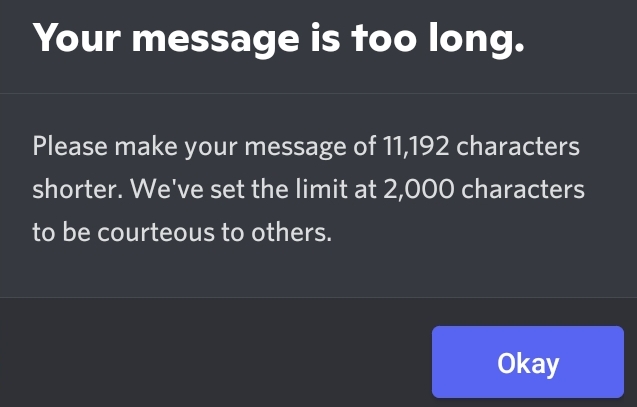 Your message is too long.
Please make your message of 11,192 characters
shorter. We've set the limit at 2,000 characters
to be courteous to others.
Okay